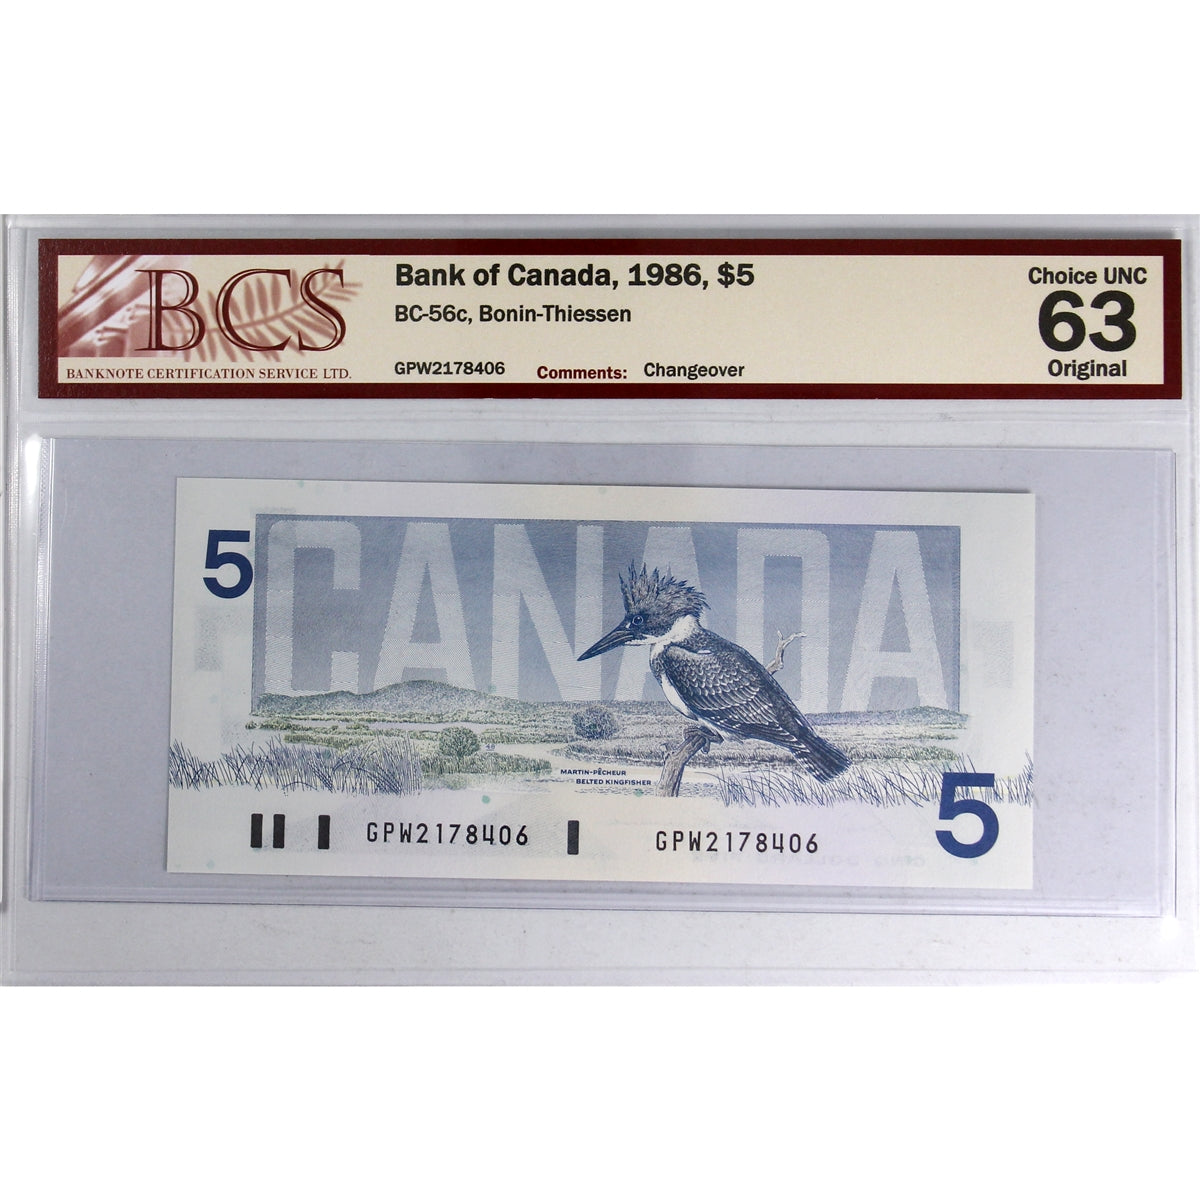 BCS
BANKNOTE CERTIFICATION SERVICE LTD.
Bank of Canada, 1986, $5
BC-56c, Bonin-Thiessen
GPW2178406 Comments: Changeover
Choice UNC
63
Original
5
CANADA
MARTIN-PÊCHEUR
BELTED KINGFISHER
5
GPW2178406
GPW2178406